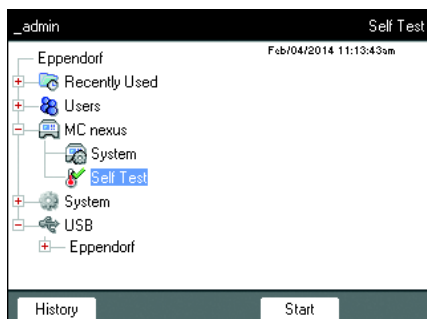 _admin Self Test
Feb/04/2014 11:13:43am
Eppendorf
Recently Used
Users
MC nexus
System
Self Test
System
USB
Eppendorf
History Start